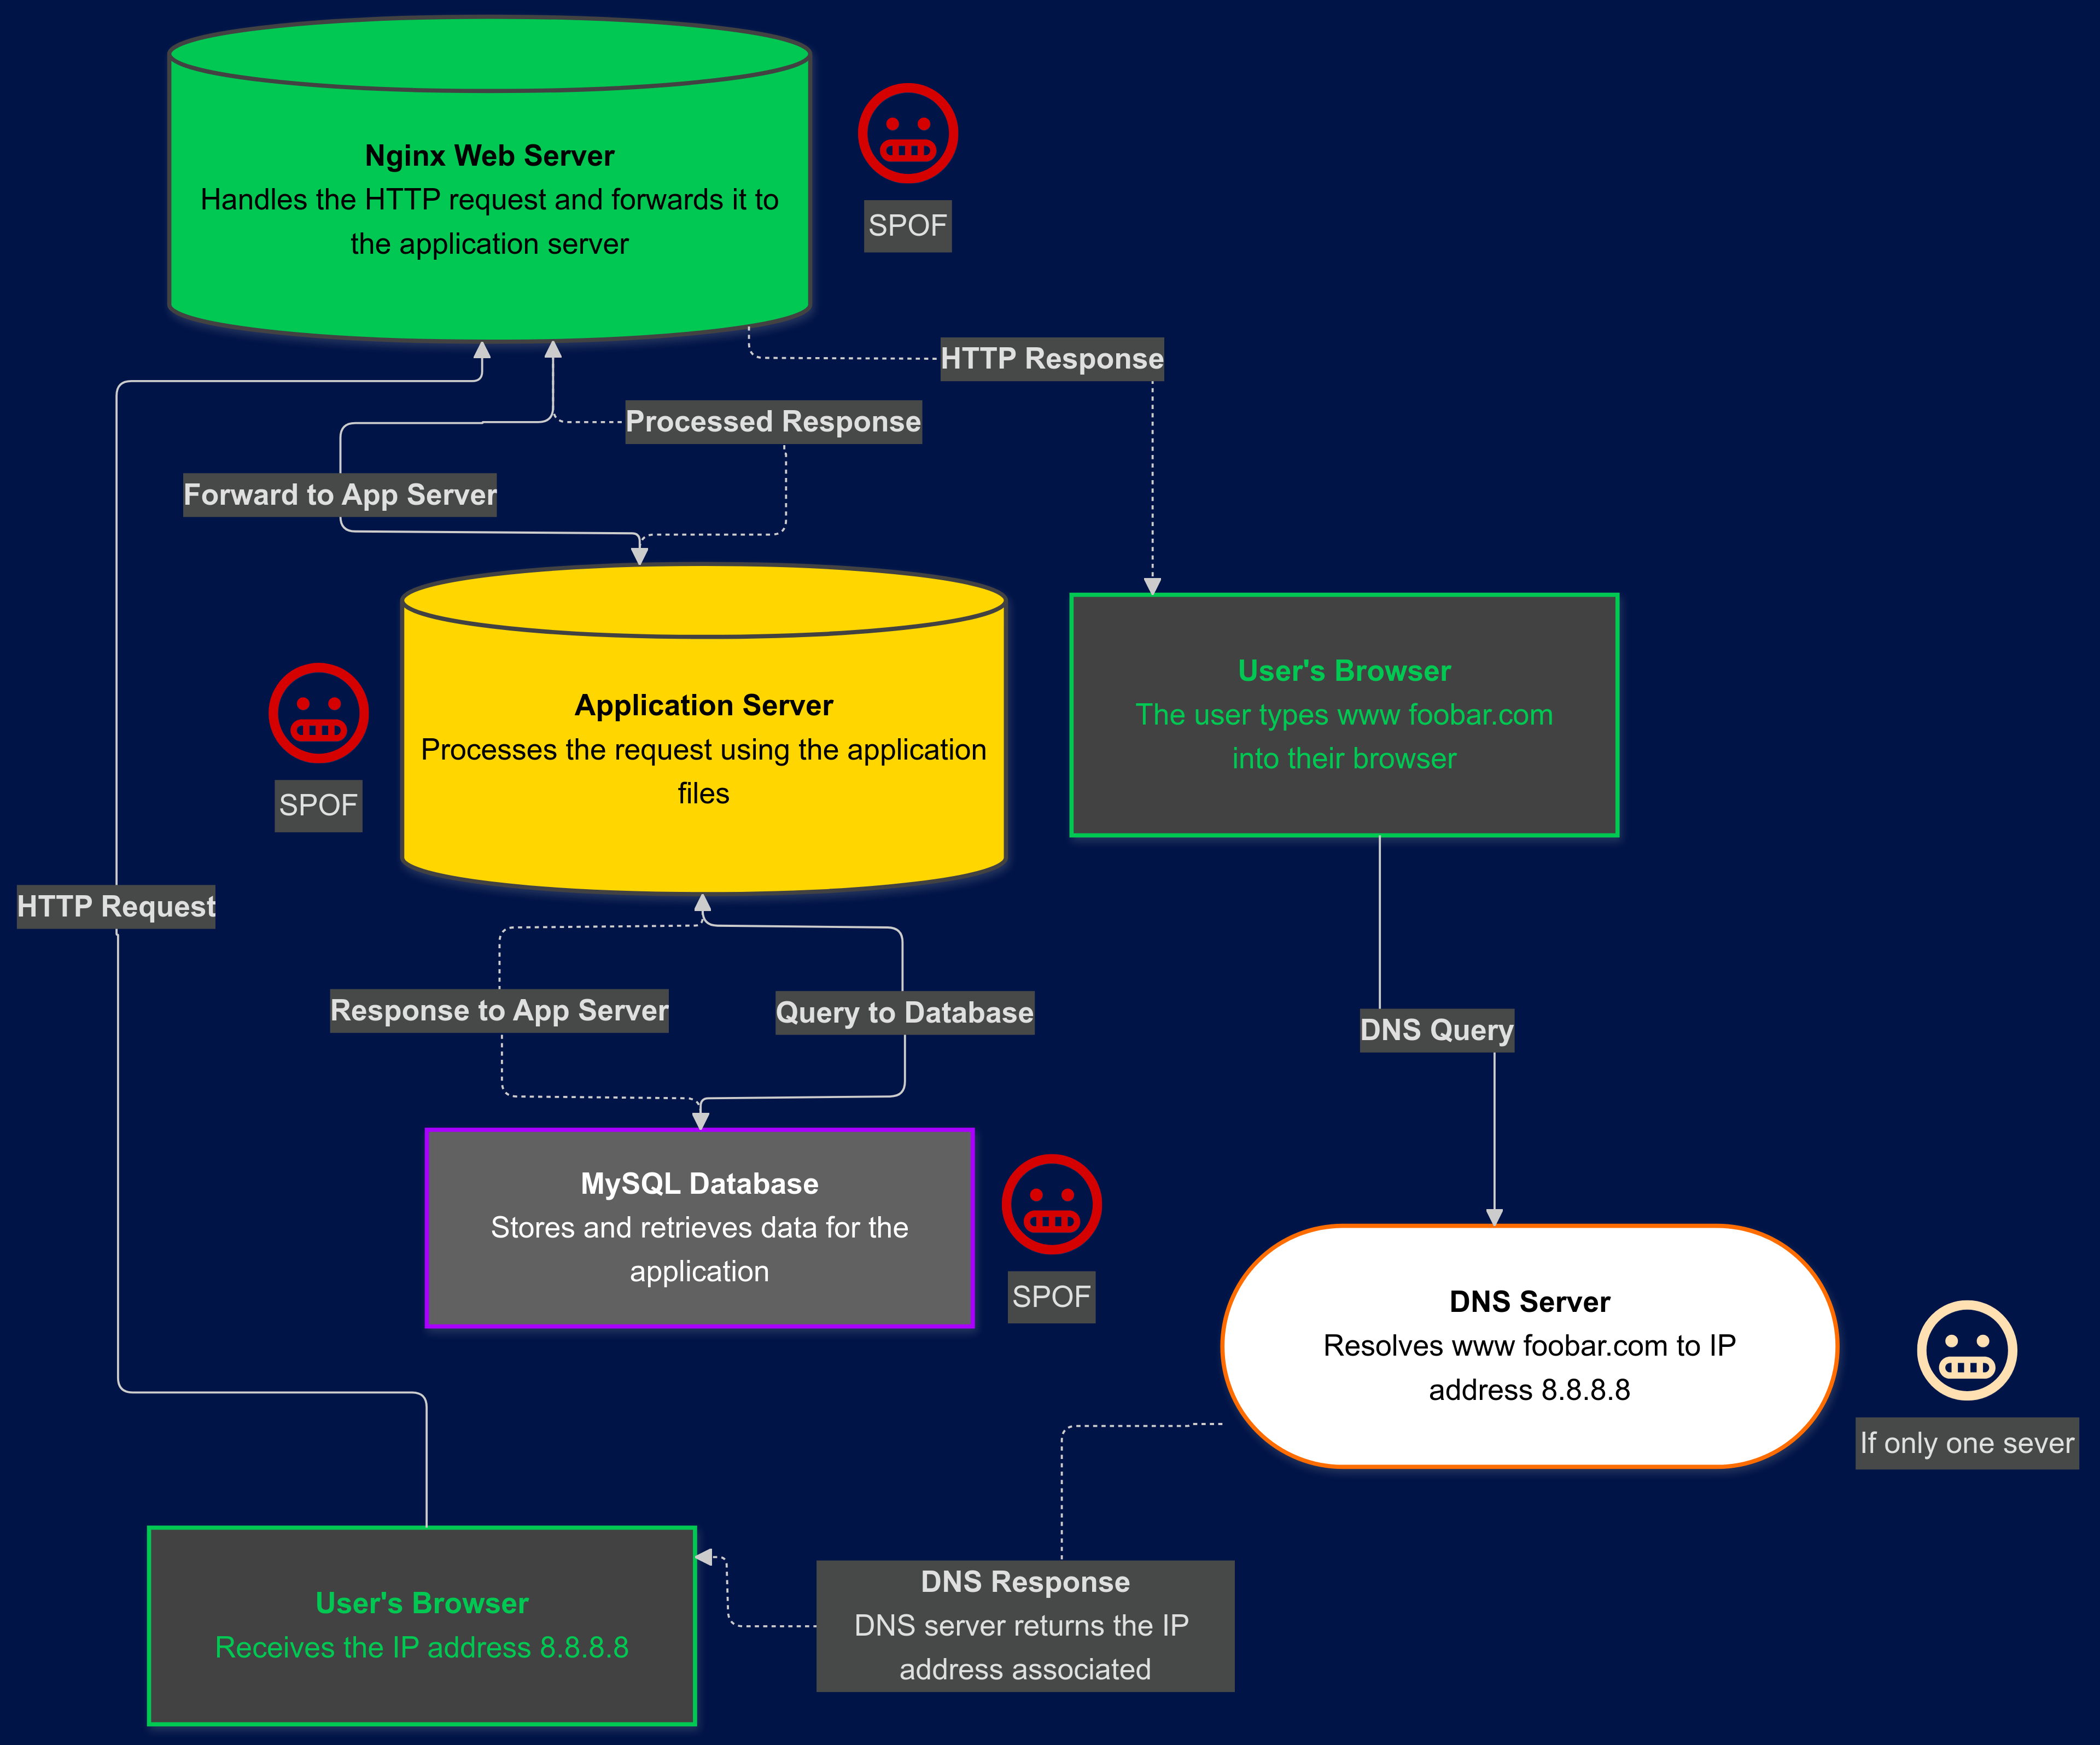 Nginx Web Server
Handles the HTTP request and forwards it to
the application server
SPOF
HTTP Response
Processed Response
Forward to App Server
Application Server
Processes the request using the application
files
SPOF
User's Browser
The user types www foobar.com
into their browser
HTTP Request
Response to App Server
Query to Database
DNS Query
MySQL Database
Stores and retrieves data for the
application
SPOF
DNS Server
Resolves www foobar.com to IP
address 8.8.8.8
If only one sever
DNS Response
DNS server returns the IP
address associated
User's Browser
Receives the IP address 8.8.8.8